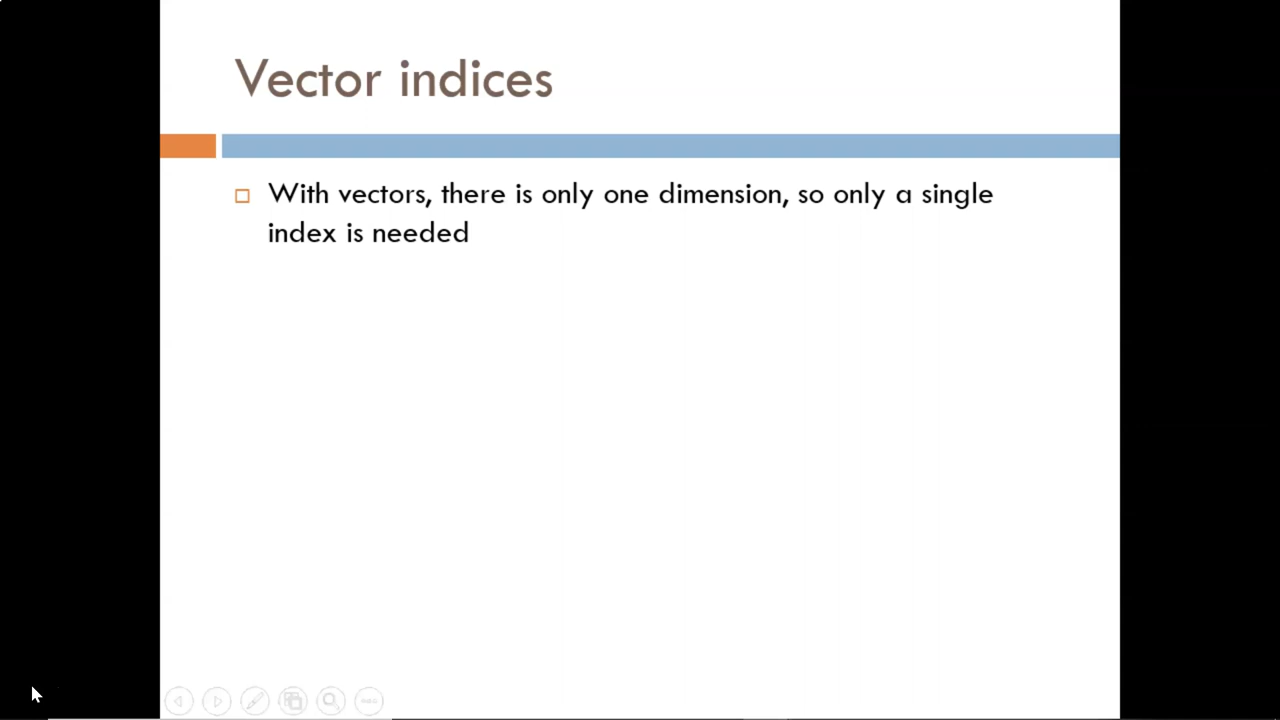 Vector indices
With vectors, there is only one dimension, so only a single
index is needed